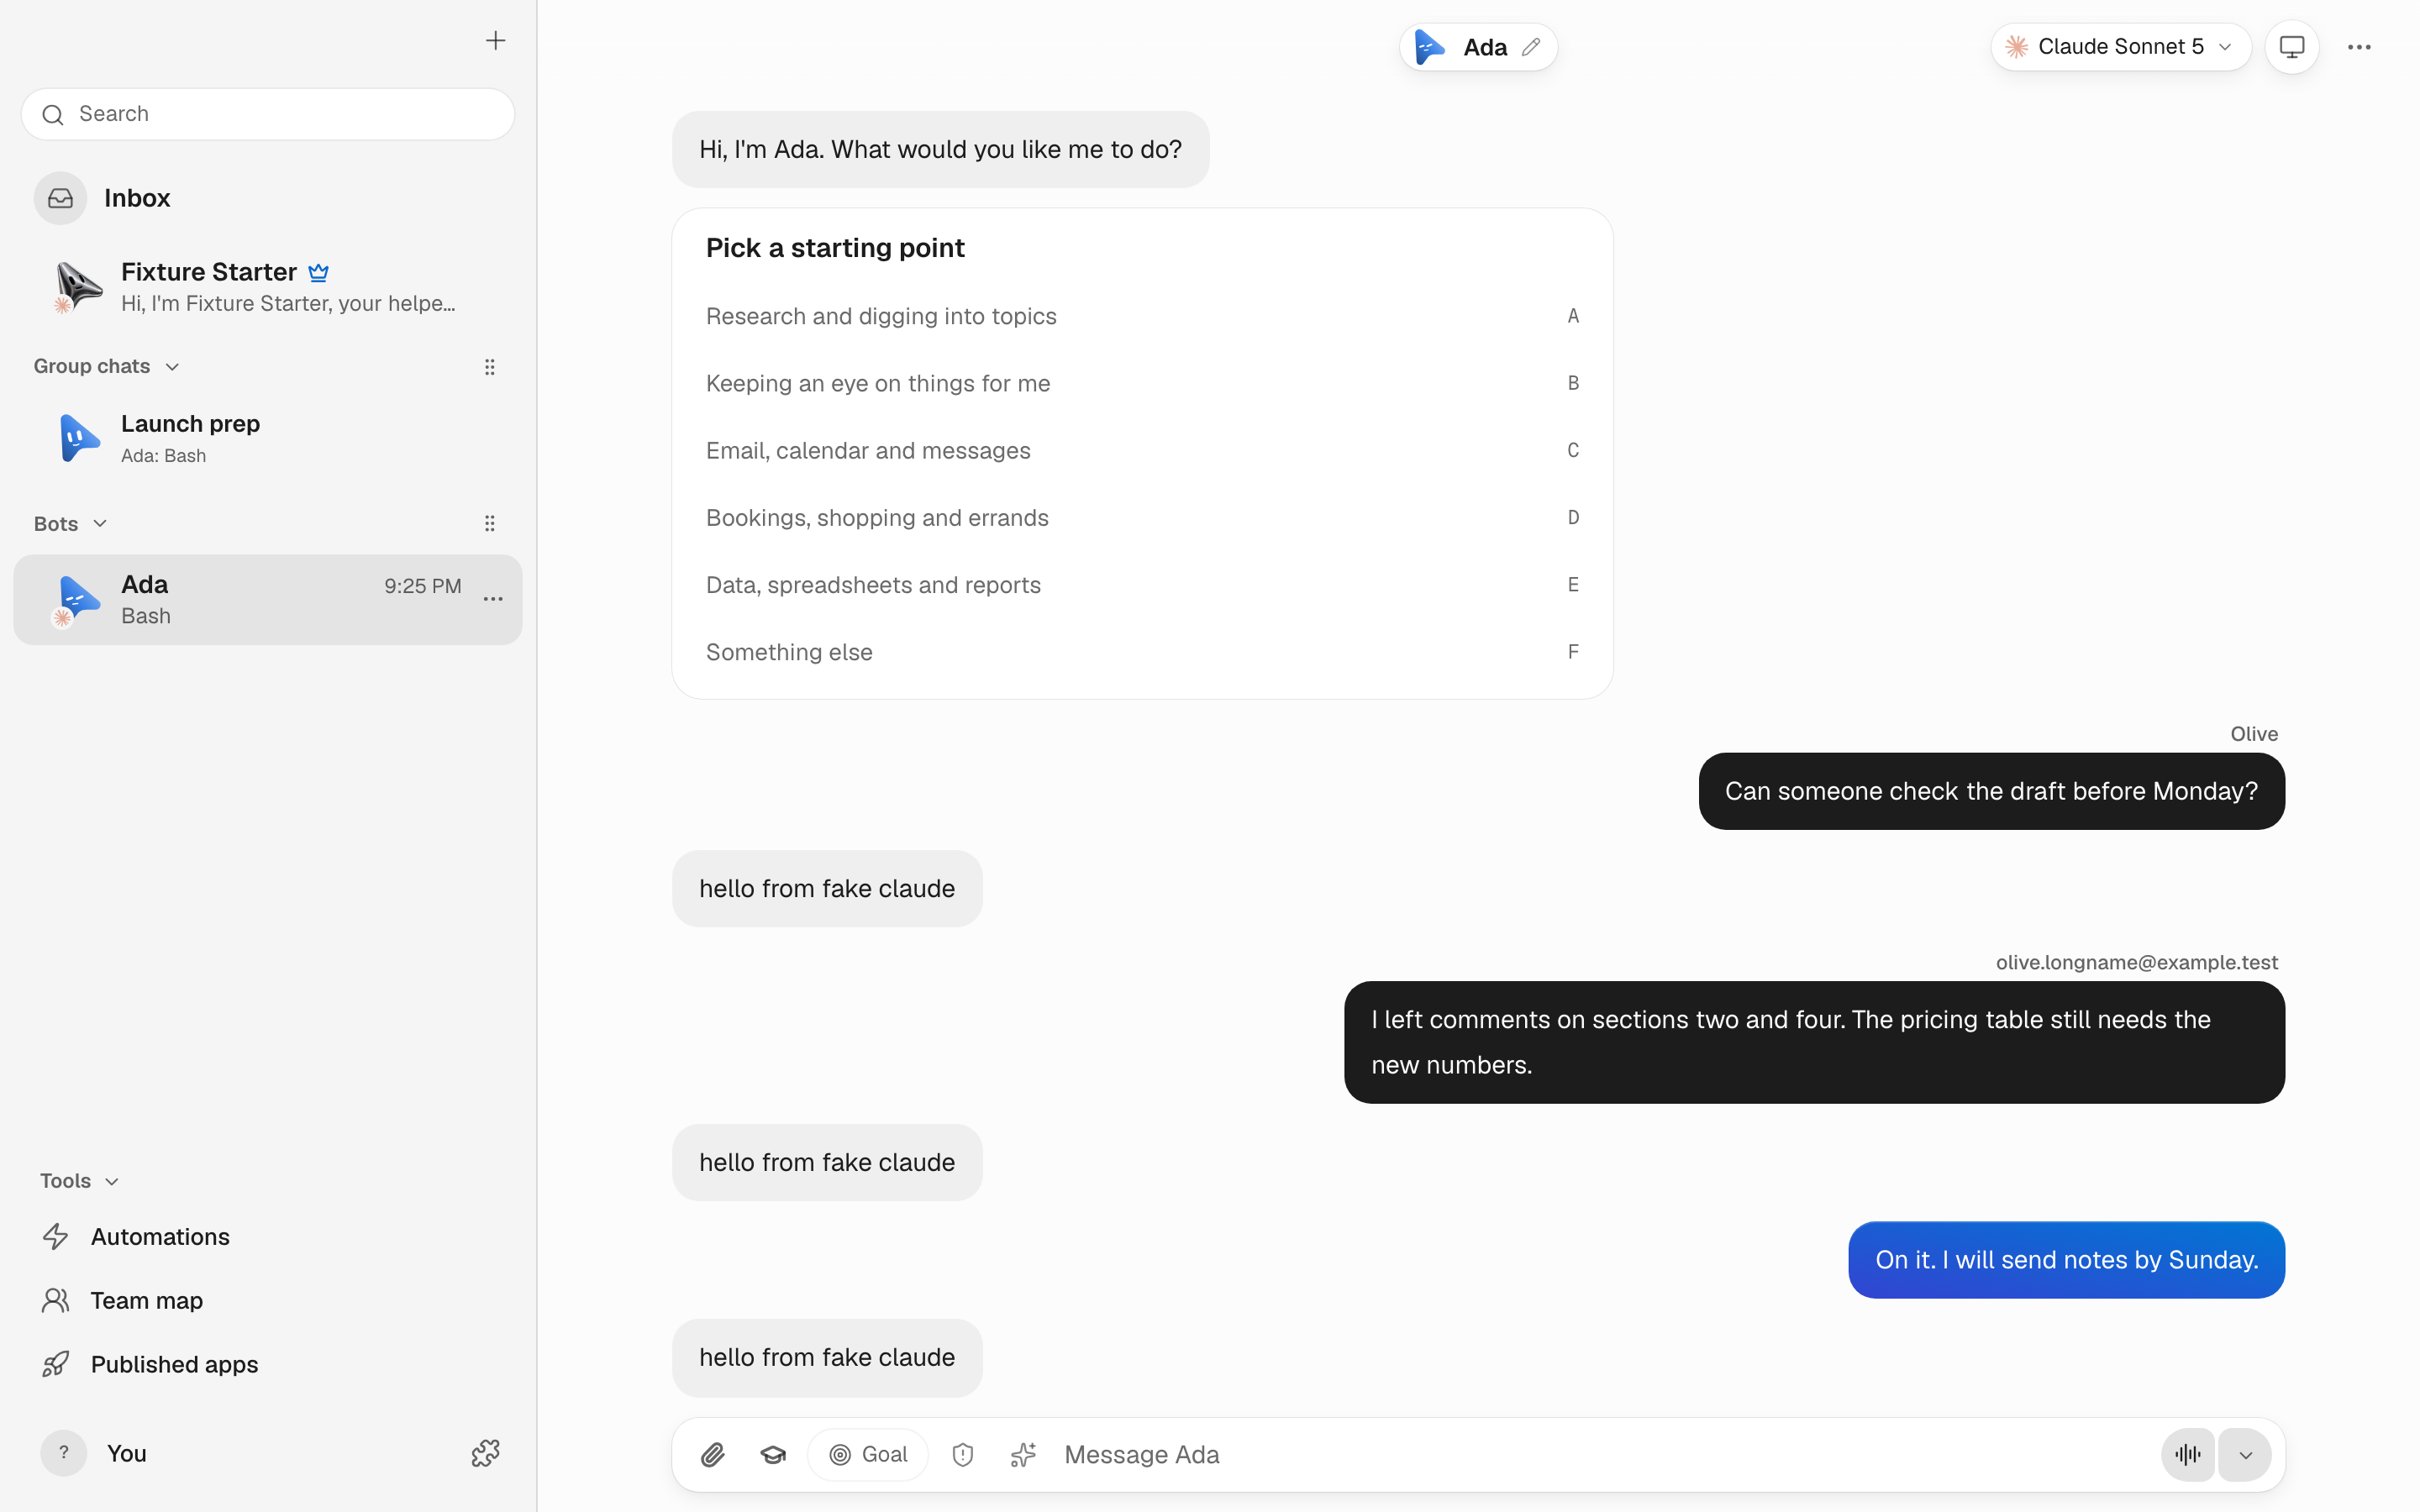 Search
Inbox
Fixture Starter
Hi, I'm Fixture Starter, your helpe...
Group chats
Launch prep
Ada: Bash
Bots
Ada
9:25 PM
Bash
Tools
Automations
Team map
Published apps
?
You
Ada
Claude Sonnet 5
Hi, I'm Ada. What would you like me to do?
Pick a starting point
Research and digging into topics A
Keeping an eye on things for me B
Email, calendar and messages C
Bookings, shopping and errands D
Data, spreadsheets and reports E
Something else F
Olive
Can someone check the draft before Monday?
hello from fake claude
olive.longname@example.test
I left comments on sections two and four. The pricing table still needs the
new numbers.
hello from fake claude
On it. I will send notes by Sunday.
hello from fake claude
Goal
Message Ada